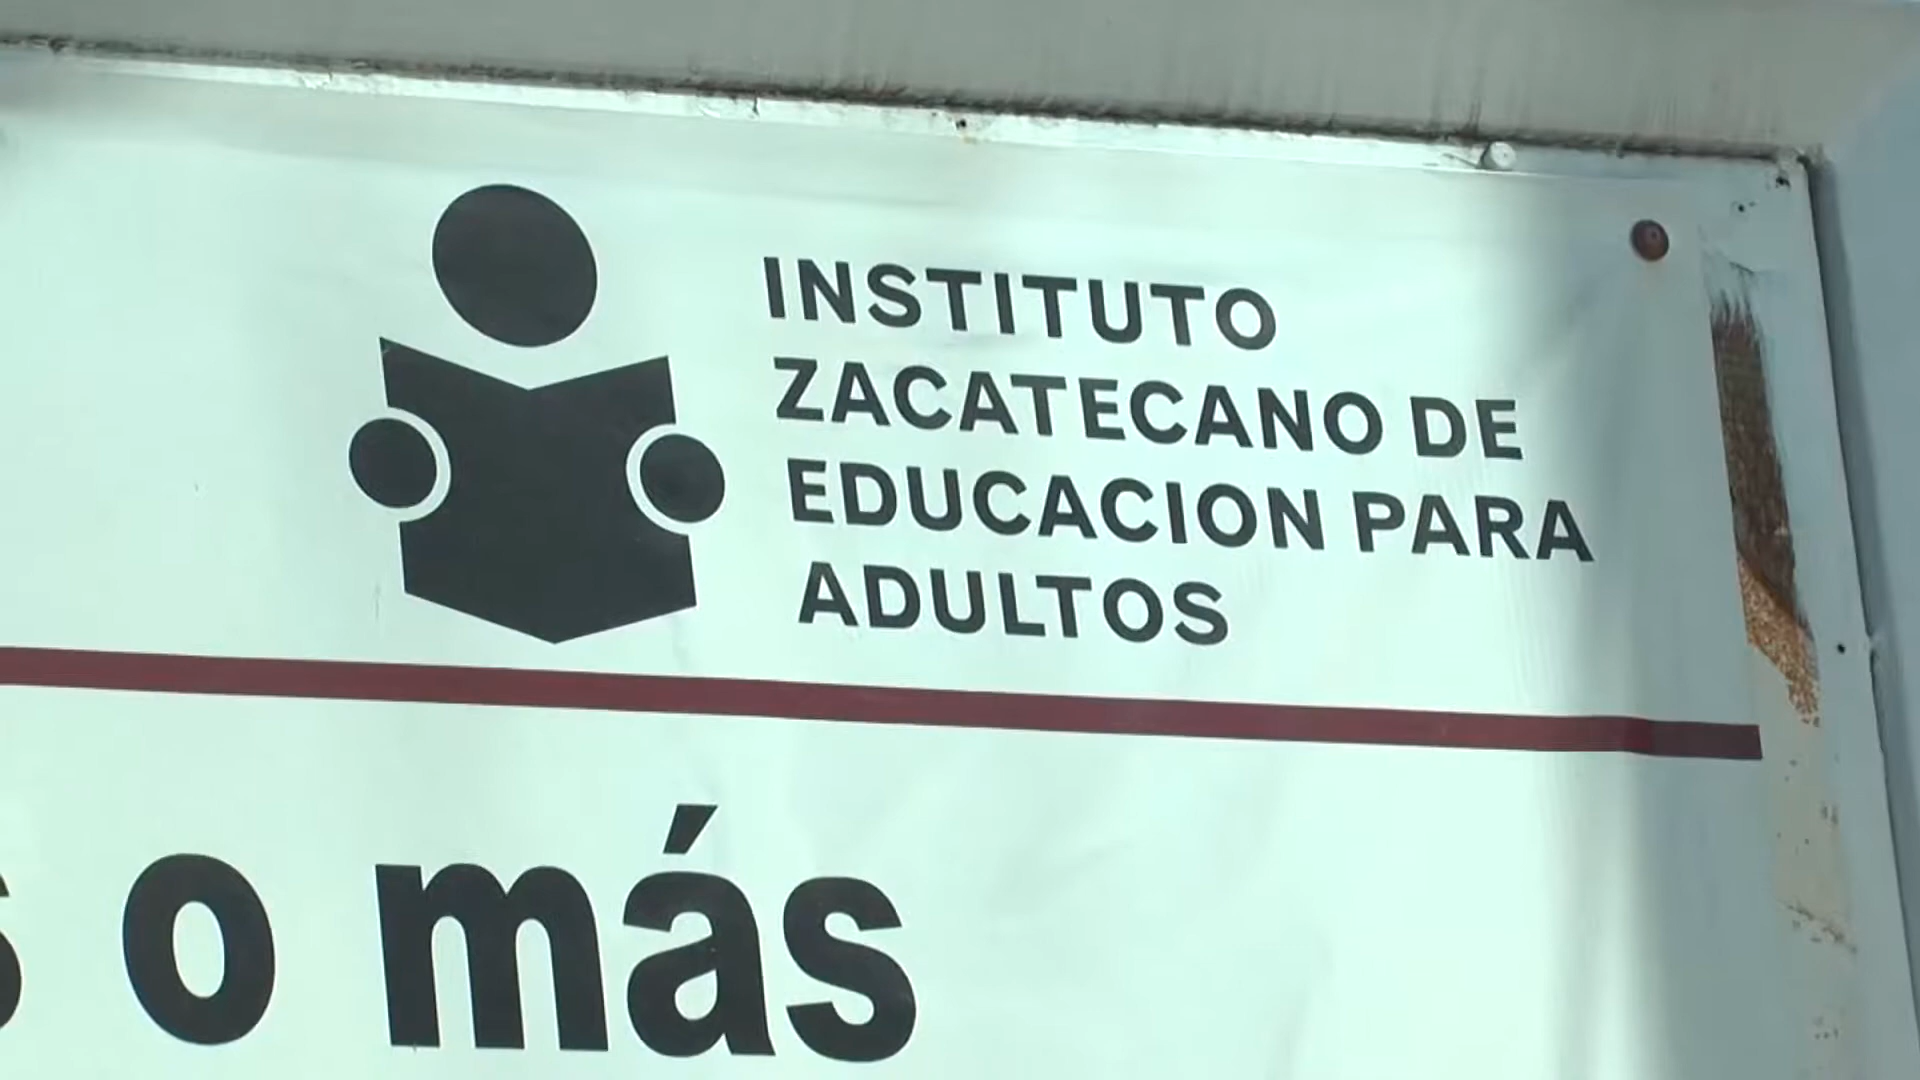 INSTITUTO
ZACATECANO DE
EDUCACION PARA
ADULTOS
o más